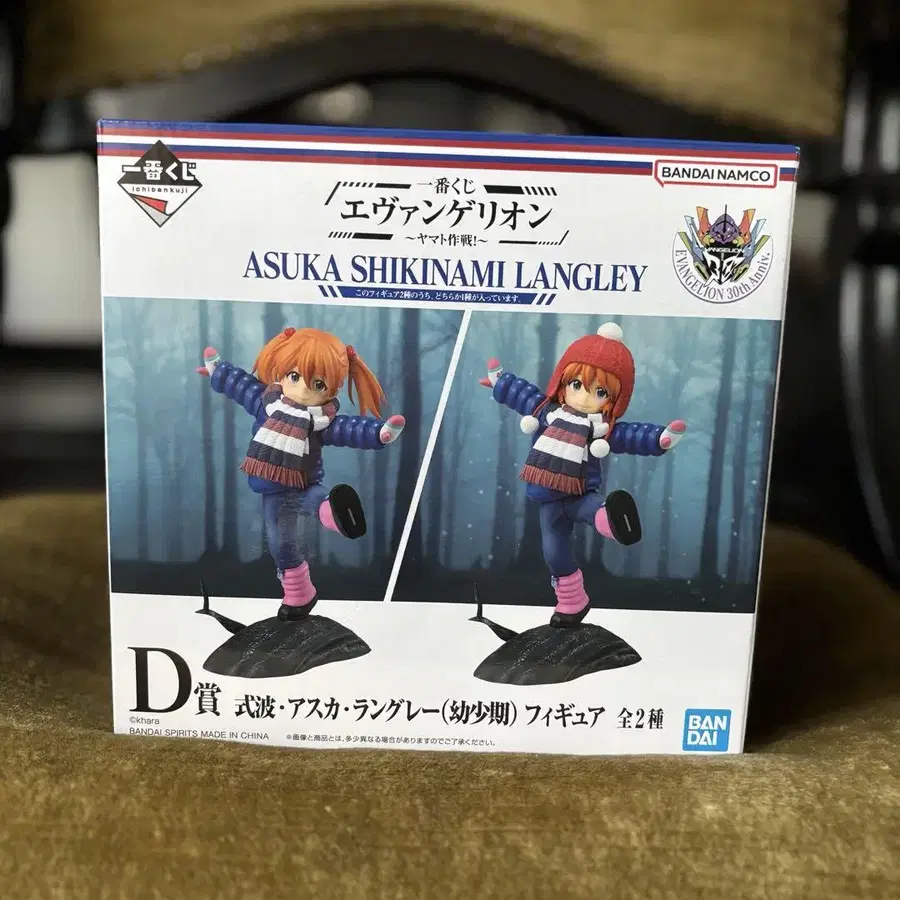 一番くじ
ichibankuji
一番くじ
エヴァンゲリオン
～ヤマト作戦!～
BANDAI NAMCO
EVANGELION
EVANGELION 30th Anniv.
ASUKA SHIKINAMI LANGLEY
このフィギュア2種のうち、どちらか1種が入っています。
D賞
式波・アスカ・ラングレー(幼少期) フィギュア 全2種
©khara
BANDAI SPIRITS MADE IN CHINA
※画像と商品とは、多少異なる場合がありますのでご了承ください。
BAN
DAI